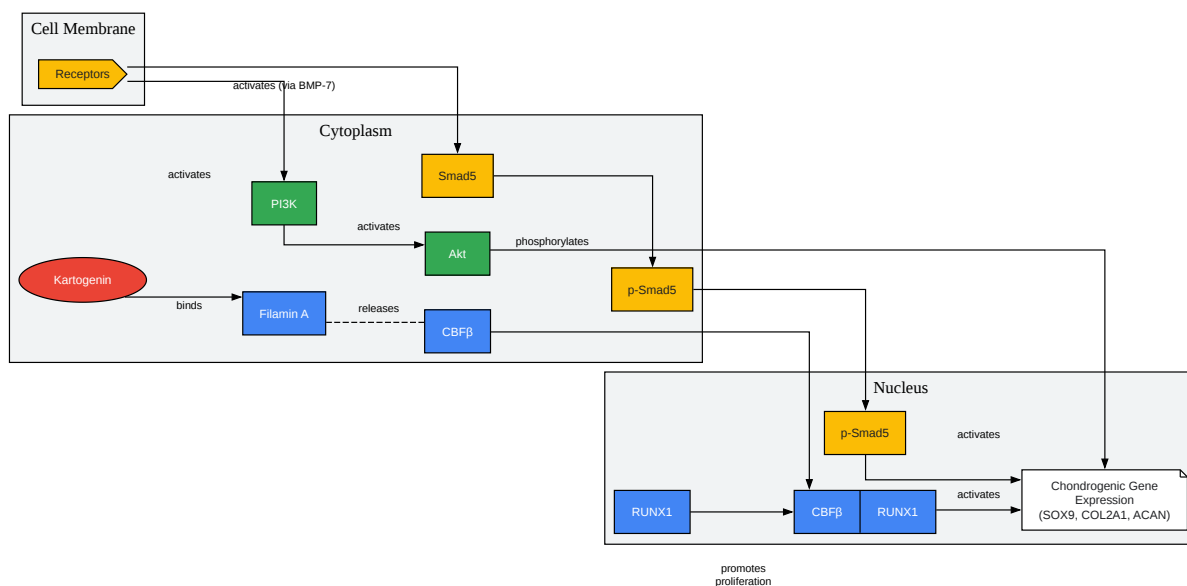 Cell Membrane
Receptors
activates (via BMP-7)
Cytoplasm
activates
Smad5
PI3K
activates
Akt
phosphorylates
Kartogenin
p-Smad5
binds
Filamin A
releases
CBFβ
Nucleus
p-Smad5
activates
Chondrogenic Gene
Expression
(SOX9, COL2A1, ACAN)
activates
RUNX1
CBFβ
RUNX1
promotes
proliferation